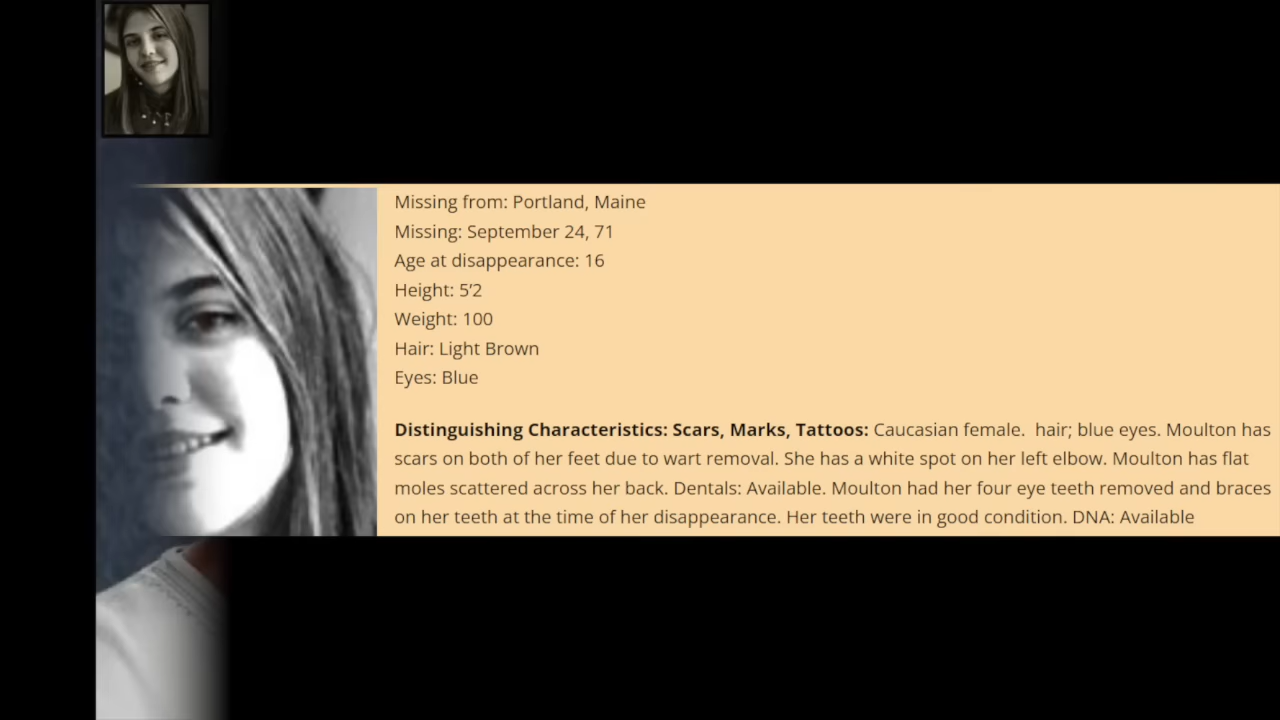 Missing from: Portland, Maine
Missing: September 24, 71
Age at disappearance: 16
Height: 5’2
Weight: 100
Hair: Light Brown
Eyes: Blue
Distinguishing Characteristics: Scars, Marks, Tattoos: Caucasian female.  hair; blue eyes. Moulton has
scars on both of her feet due to wart removal. She has a white spot on her left elbow. Moulton has flat
moles scattered across her back. Dentals: Available. Moulton had her four eye teeth removed and braces
on her teeth at the time of her disappearance. Her teeth were in good condition. DNA: Available